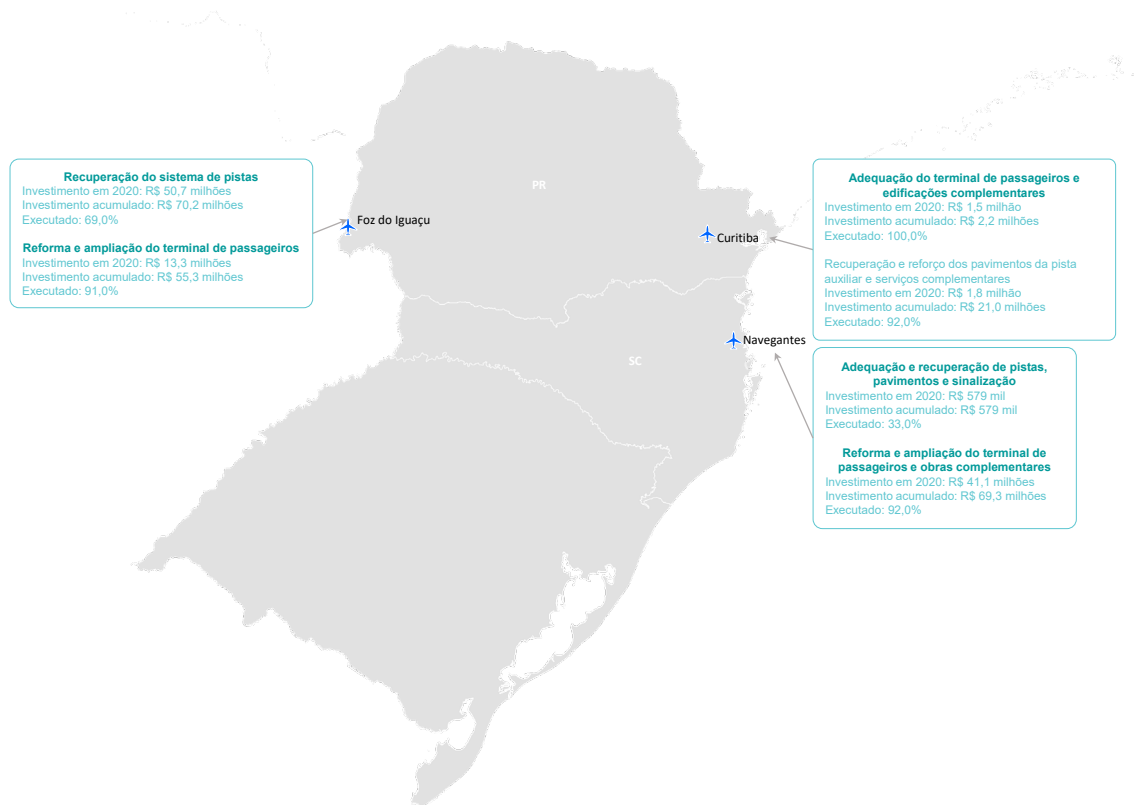 Recuperação do sistema de pistas
Investimento em 2020: R$ 50,7 milhões
Investimento acumulado: R$ 70,2 milhões
Executado: 69,0%
Reforma e ampliação do terminal de passageiros
Investimento em 2020: R$ 13,3 milhões
Investimento acumulado: R$ 55,3 milhões
Executado: 91,0%
PR
Foz do Iguaçu
Curitiba
Adequação do terminal de passageiros e
edificações complementares
Investimento em 2020: R$ 1,5 milhão
Investimento acumulado: R$ 2,2 milhões
Executado: 100,0%
Recuperação e reforço dos pavimentos da pista
auxiliar e serviços complementares
Investimento em 2020: R$ 1,8 milhão
Investimento acumulado: R$ 21,0 milhões
Executado: 92,0%
Navegantes
SC
Adequação e recuperação de pistas,
pavimentos e sinalização
Investimento em 2020: R$ 579 mil
Investimento acumulado: R$ 579 mil
Executado: 33,0%
Reforma e ampliação do terminal de
passageiros e obras complementares
Investimento em 2020: R$ 41,1 milhões
Investimento acumulado: R$ 69,3 milhões
Executado: 92,0%